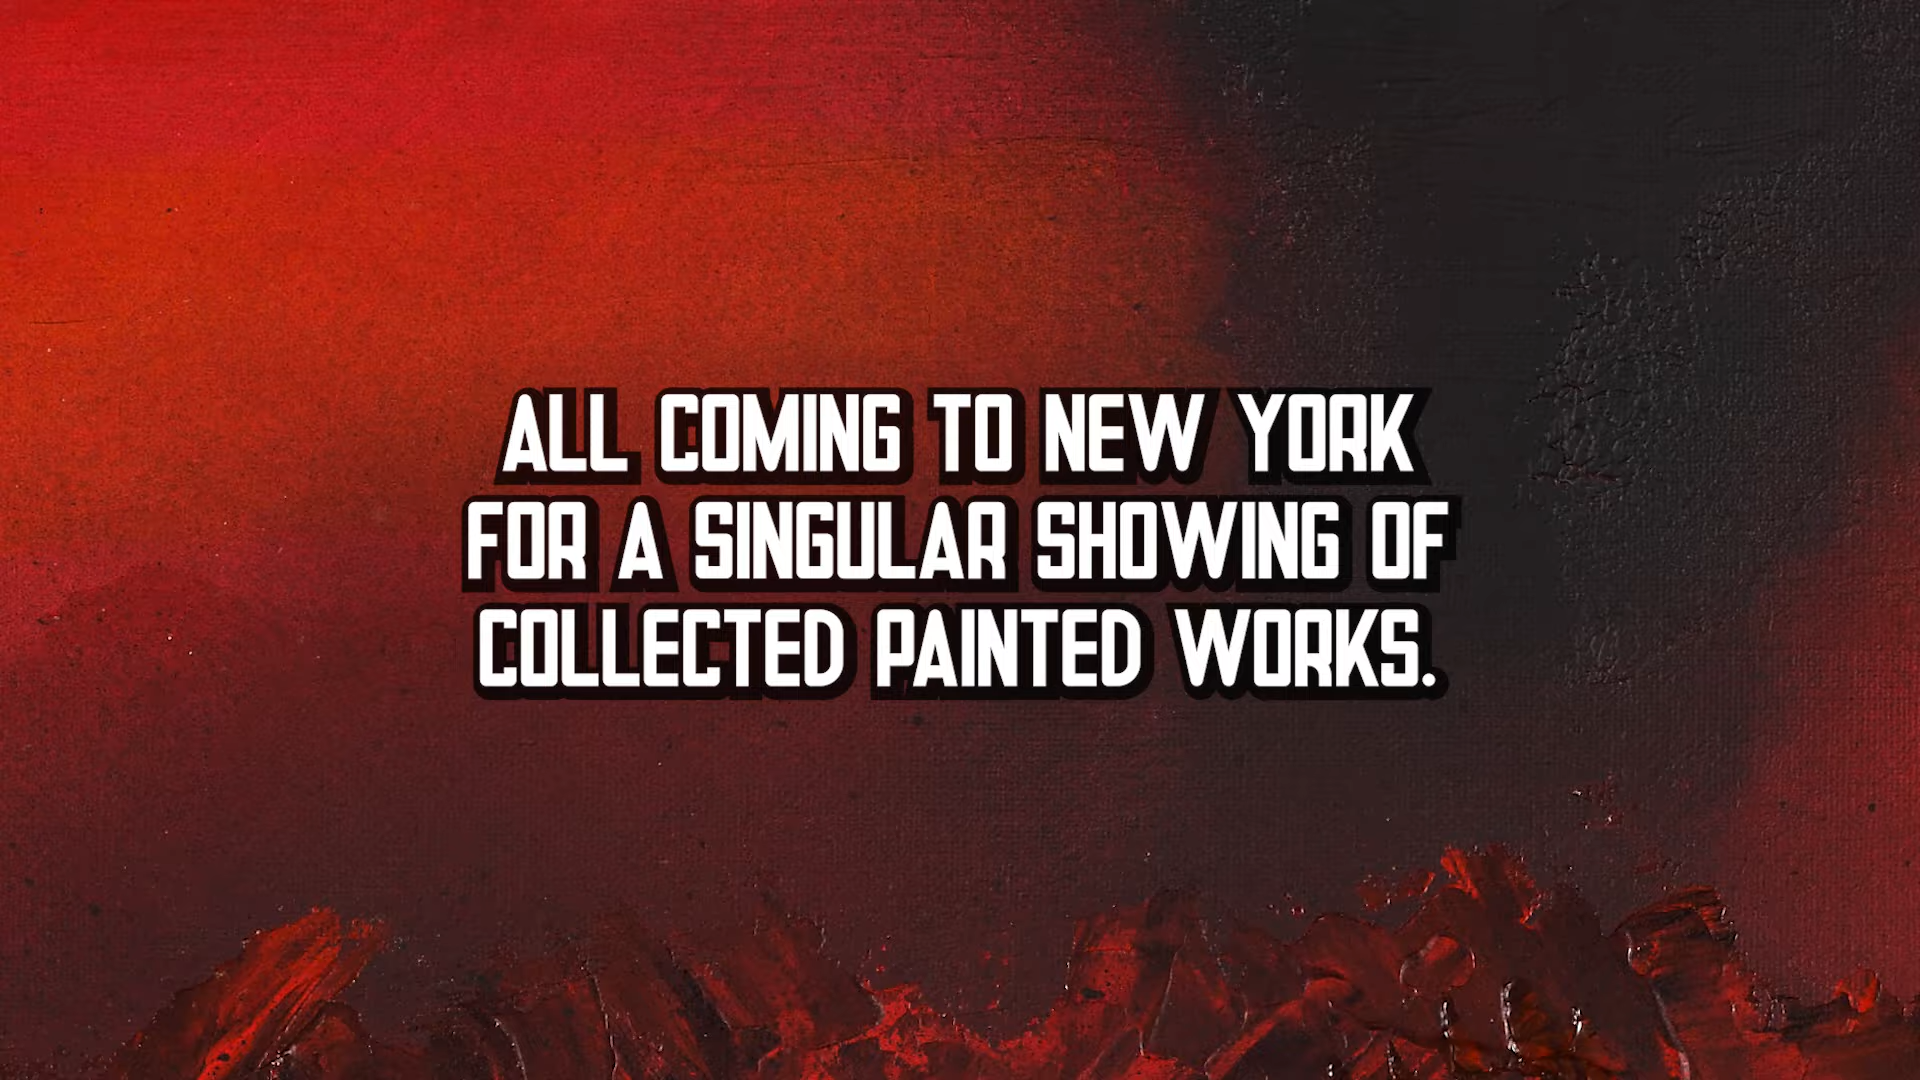 ALL COMING TO NEW YORK
FOR A SINGULAR SHOWING OF
COLLECTED PAINTED WORKS.